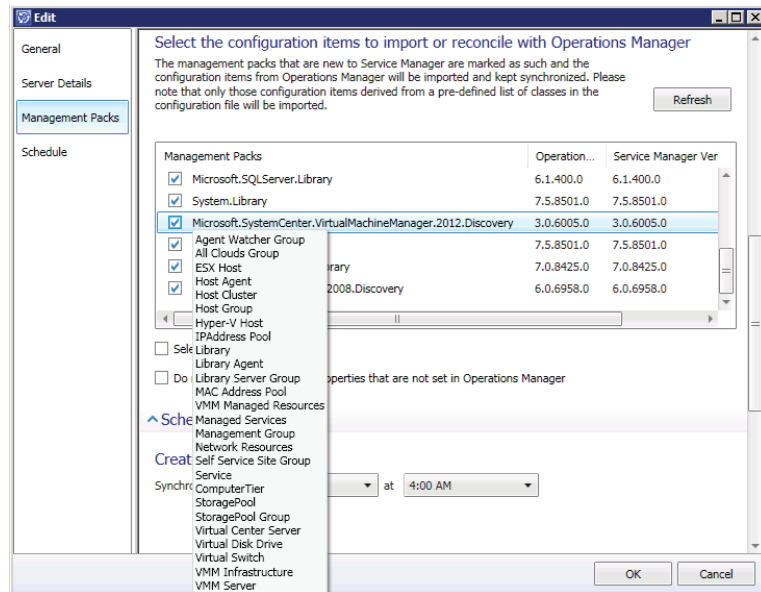 Edit
General
Server Details
Management Packs
Schedule
Select the configuration items to import or reconcile with Operations Manager
The management packs that are new to Service Manager are marked as
such and the
configuration items from Operations Manager will be imported and kept synchronized. Please
note that only those configuration items derived from a pre-defined list of classes in the
configuration file will be imported.
Refresh
Management Packs Operation... Service Manager Ver
Microsoft.SQLServer.Library 6.1.400.0 6.1.400.0
System.Library 7.5.8501.0 7.5.8501.0
Microsoft.SystemCenter.VirtualMachineManager.2012.Discovery 3.0.6005.0 3.0.6005.0
7.5.8501.0 7.5.8501.0
rary 7.0.8425.0 7.0.8425.0
2008.Discovery 6.0.6958.0 6.0.6958.0
Agent Watcher Group
All Clouds Group
ESX Host
Host Agent
Host Cluster
Host Group
Hyper-V Host
IPAddress Pool
Library
Library Agent
Library Server Group
MAC Address Pool
VMM Managed Resources
Managed Services
Management Group
Network Resources
Self Service Site Group
Service
ComputerTier
StoragePool
StoragePool Group
Virtual Center Server
Virtual Disk Drive
Virtual Switch
VMM Infrastructure
VMM Server
Sele
Do operties that are not set in Operations Manager
Sche
Creat
Synchr at 4:00 AM
OK Cancel